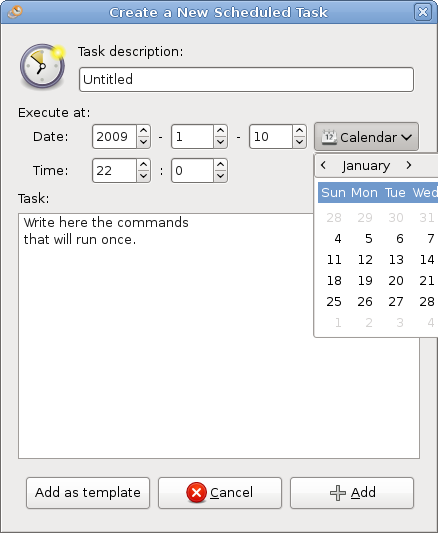 Create a New Scheduled Task
Task description:
Untitled
Execute at:
Date: 2009 - 1 - 10 Calendar
Time: 22 : 0
< January >
Sun Mon Tue Wed
28 29 30 31
4 5 6 7
11 12 13 14
18 19 20 21
25 26 27 28
1 2 3 4
Task:
Write here the commands
that will run once.
Add as template Cancel Add